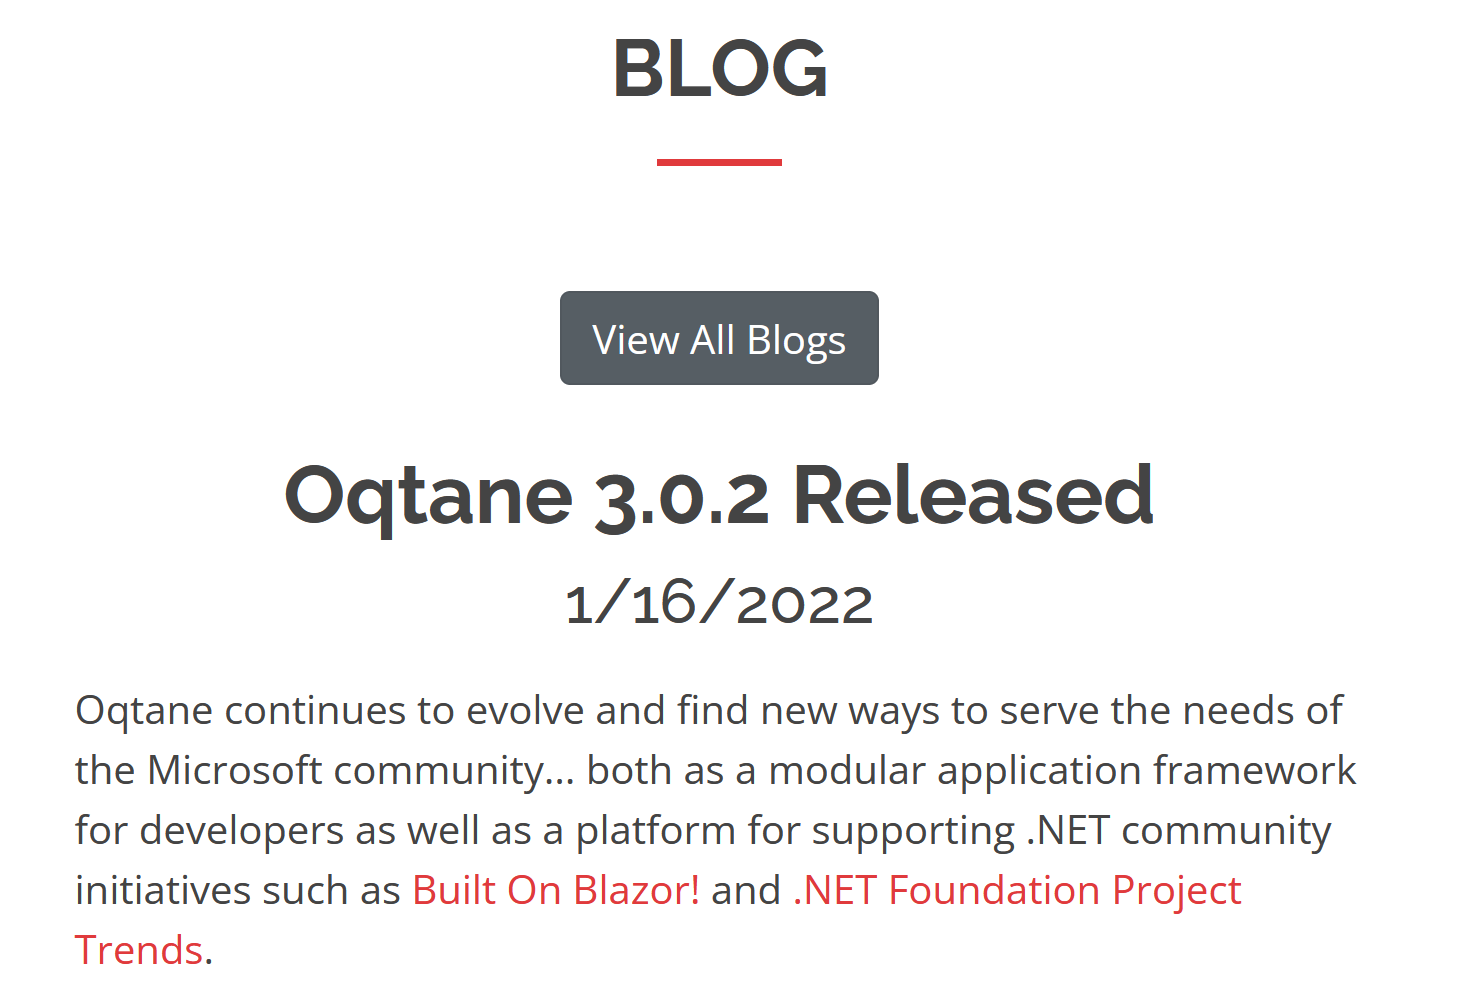 BLOG
View All Blogs
Oqtane 3.0.2 Released
1/16/2022
Oqtane continues to evolve and find new ways to serve the needs of
the Microsoft community... both as a modular application framework
for developers as well as a platform for supporting .NET community
initiatives such as Built On Blazor! and .NET Foundation Project
Trends.